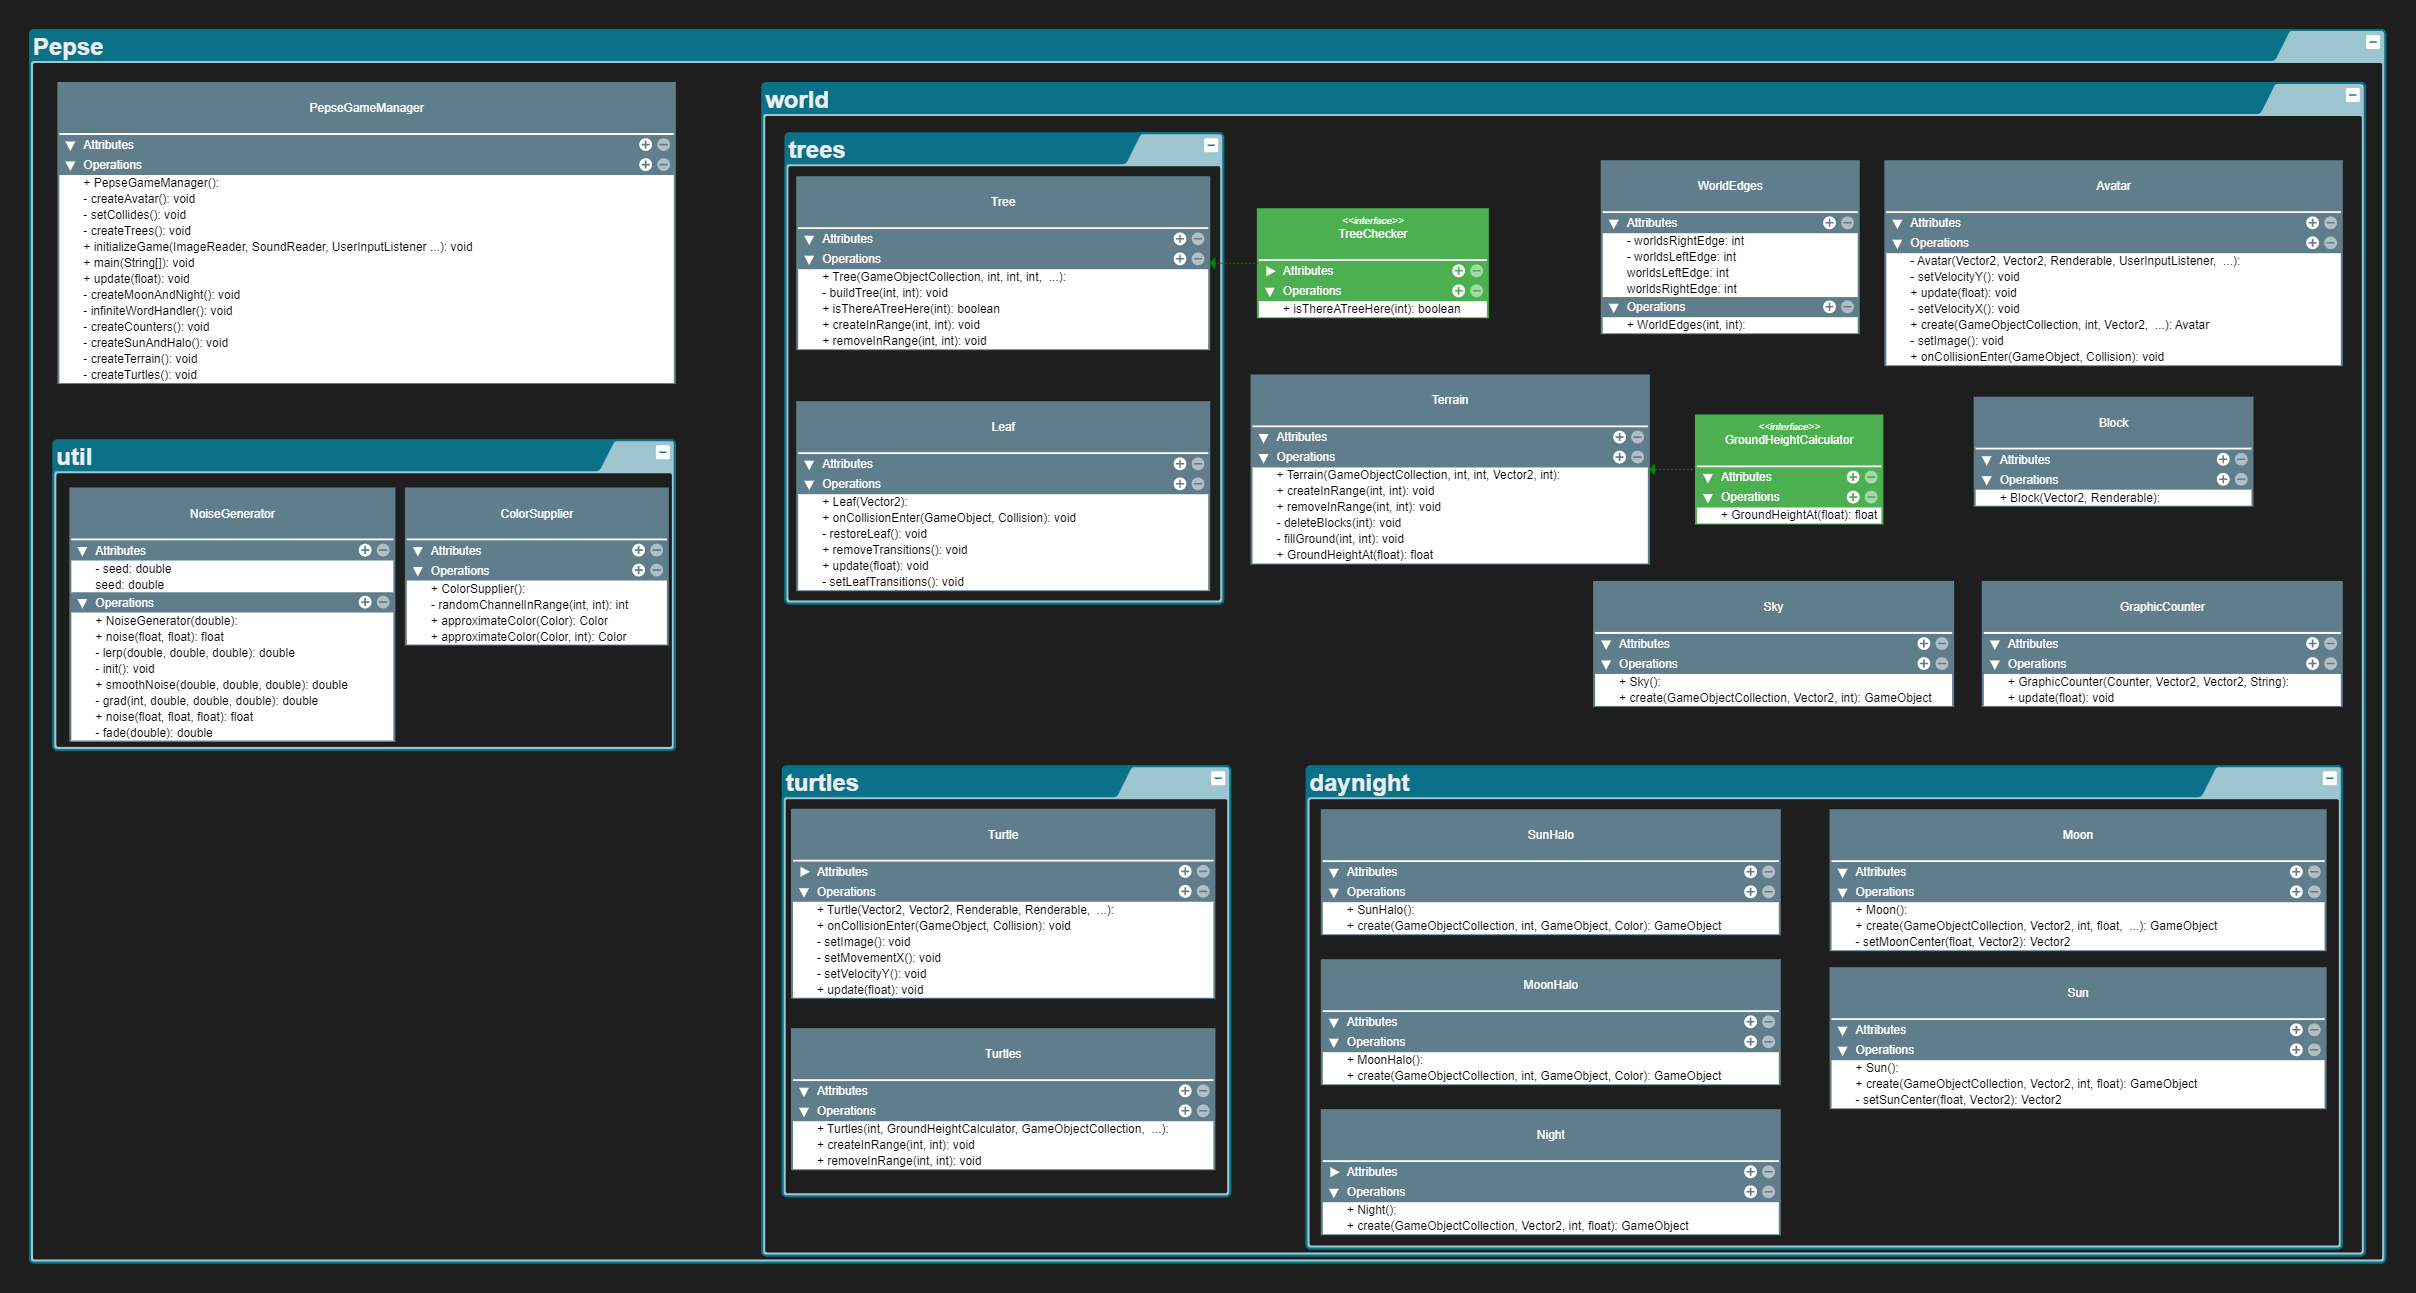 Pepse
PepseGameManager
Attributes
Operations
+ PepseGameManager():
- createAvatar(): void
- setCollides(): void
- createTrees(): void
+ initializeGame(ImageReader, SoundReader, UserInputListener ...): void
+ main(String[]): void
+ update(float): void
- createMoonAndNight(): void
- infiniteWordHandler(): void
- createCounters(): void
- createSunAndHalo(): void
- createTerrain(): void
- createTurtles(): void
util
NoiseGenerator
Attributes
- seed: double
seed: double
Operations
+ NoiseGenerator(double):
+ noise(float, float): float
- lerp(double, double, double): double
- init(): void
+ smoothNoise(double, double, double): double
- grad(int, double, double, double): double
+ noise(float, float, float): float
- fade(double): double
ColorSupplier
Attributes
Operations
+ ColorSupplier():
- randomChannelInRange(int, int): int
+ approximateColor(Color): Color
+ approximateColor(Color, int): Color
world
trees
Tree
Attributes
Operations
+ Tree(GameObjectCollection, int, int, int,  ...):
- buildTree(int, int): void
+ isThereATreeHere(int): boolean
+ createInRange(int, int): void
+ removeInRange(int, int): void
Leaf
Attributes
Operations
+ Leaf(Vector2):
+ onCollisionEnter(GameObject, Collision): void
- restoreLeaf(): void
+ removeTransitions(): void
+ update(float): void
- setLeafTransitions(): void
<<interface>>
TreeChecker
Attributes
Operations
+ isThereATreeHere(int): boolean
WorldEdges
Attributes
- worldsRightEdge: int
- worldsLeftEdge: int
worldsLeftEdge: int
worldsRightEdge: int
Operations
+ WorldEdges(int, int):
Avatar
Attributes
Operations
- Avatar(Vector2, Vector2, Renderable, UserInputListener,  ...):
- setVelocityY(): void
+ update(float): void
- setVelocityX(): void
+ create(GameObjectCollection, int, Vector2,  ...): Avatar
- setImage(): void
+ onCollisionEnter(GameObject, Collision): void
Terrain
Attributes
Operations
+ Terrain(GameObjectCollection, int, int, Vector2, int):
+ createInRange(int, int): void
+ removeInRange(int, int): void
- deleteBlocks(int): void
- fillGround(int, int): void
+ GroundHeightAt(float): float
<<interface>>
GroundHeightCalculator
Attributes
Operations
+ GroundHeightAt(float): float
Block
Attributes
Operations
+ Block(Vector2, Renderable):
Sky
Attributes
Operations
+ Sky():
+ create(GameObjectCollection, Vector2, int): GameObject
GraphicCounter
Attributes
Operations
+ GraphicCounter(Counter, Vector2, Vector2, String):
+ update(float): void
turtles
Turtle
Attributes
Operations
+ Turtle(Vector2, Vector2, Renderable, Renderable,  ...):
+ onCollisionEnter(GameObject, Collision): void
- setImage(): void
- setMovementX(): void
- setVelocityY(): void
+ update(float): void
Turtles
Attributes
Operations
+ Turtles(int, GroundHeightCalculator, GameObjectCollection,  ...):
+ createInRange(int, int): void
+ removeInRange(int, int): void
daynight
SunHalo
Attributes
Operations
+ SunHalo():
+ create(GameObjectCollection, int, GameObject, Color): GameObject
MoonHalo
Attributes
Operations
+ MoonHalo():
+ create(GameObjectCollection, int, GameObject, Color): GameObject
Night
Attributes
Operations
+ Night():
+ create(GameObjectCollection, Vector2, int, float): GameObject
Moon
Attributes
Operations
+ Moon():
+ create(GameObjectCollection, Vector2, int, float,  ...): GameObject
- setMoonCenter(float, Vector2): Vector2
Sun
Attributes
Operations
+ Sun():
+ create(GameObjectCollection, Vector2, int, float): GameObject
- setSunCenter(float, Vector2): Vector2